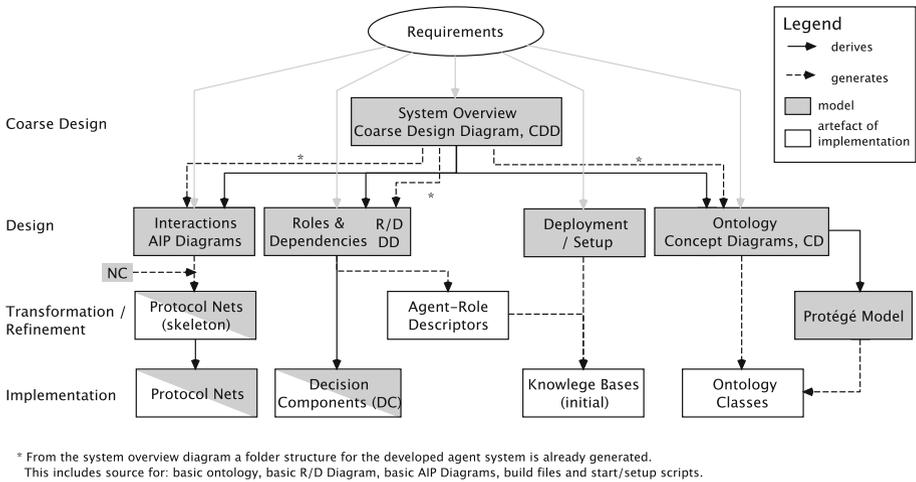 Requirements
Legend
derives
generates
model
artefact of
implementation
Coarse Design
System Overview
Coarse Design Diagram, CDD
*
*
*
Design
Interactions
AIP Diagrams
Roles & R/D
Dependencies DD
Deployment
/ Setup
Ontology
Concept Diagrams, CD
NC
Transformation /
Refinement
Protocol Nets
(skeleton)
Agent-Role
Descriptors
Protégé Model
Implementation
Protocol Nets
Decision
Components (DC)
Knowlege Bases
(initial)
Ontology
Classes
* From the system overview diagram a folder structure for the developed agent system is already generated.
This includes source for: basic ontology, basic R/D Diagram, basic AIP Diagrams, build files and start/setup scripts.